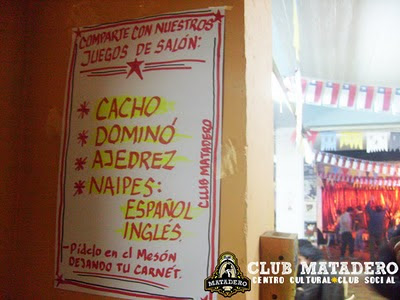 COMPARTE CON NUESTROS
JUEGOS DE SALÓN:
* CACHO
* DOMINÓ
* AJEDREZ
* NAIPES:
ESPAÑOL
INGLES.
- Pídelo en el Mesón
DEJANDO TU CARNET.
CLUB MATADERO
MATADERO
CLUB MATADERO
CENTRO CULTURAL CLUB SOCIAL